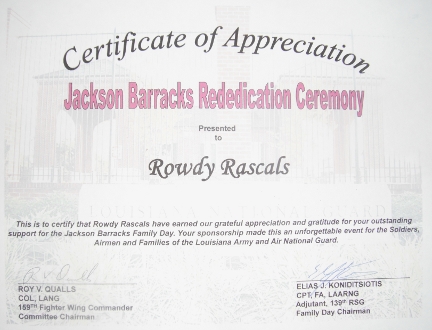 Certificate of Appreciation
Jackson Barracks Rededication Ceremony
Presented
to
Rowdy Rascals
This is to certify that Rowdy Rascals have earned our grateful appreciation and gratitude for your outstanding
support for the Jackson Barracks Family Day. Your sponsorship made this an unforgettable event for the Soldiers,
Airmen and Families of the Louisiana Army and Air National Guard.
ROY V. QUALLS
COL, LANG
159TH Fighter Wing Commander
Committee Chairman
ELIAS J. KONIDITSIOTIS
CPT, FA, LAARNG
Adjutant, 139th RSG
Family Day Chairman